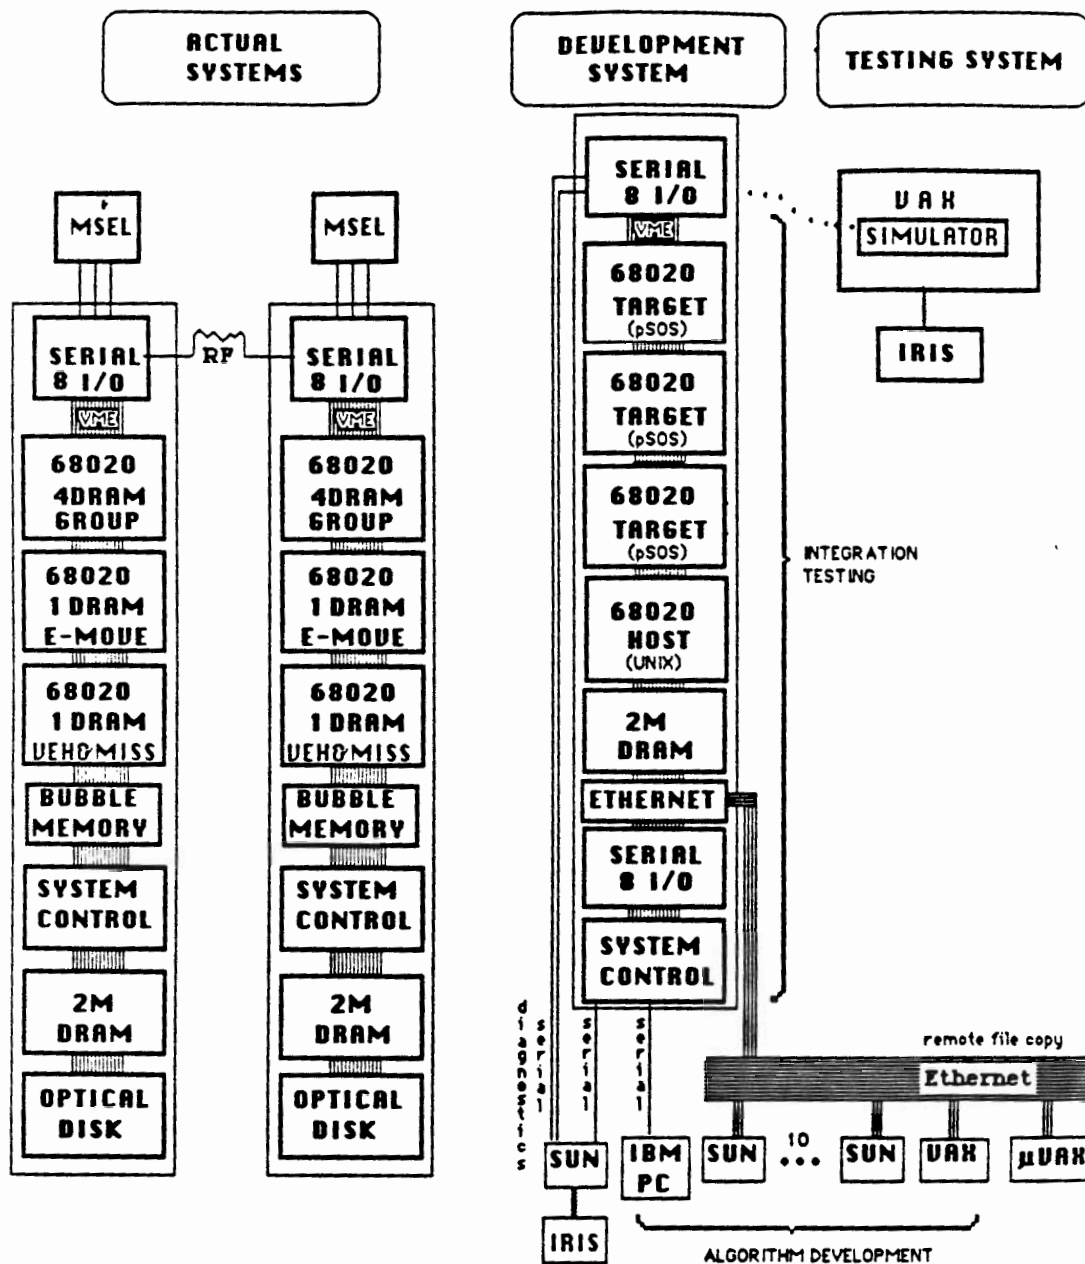 ACTUAL
SYSTEMS
DEVELOPMENT
SYSTEM
TESTING SYSTEM
MSEL
SERIAL
8 I/O
VME
68020
4DRAM
GROUP
68020
1 DRAM
E-MOVE
68020
1 DRAM
VEH&MISS
BUBBLE
MEMORY
SYSTEM
CONTROL
2M
DRAM
OPTICAL
DISK
RF
MSEL
SERIAL
8 I/O
VME
68020
4DRAM
GROUP
68020
1 DRAM
E-MOVE
68020
1 DRAM
VEH&MISS
BUBBLE
MEMORY
SYSTEM
CONTROL
2M
DRAM
OPTICAL
DISK
SERIAL
8 I/O
VME
68020
TARGET
(pSOS)
68020
TARGET
(pSOS)
68020
TARGET
(pSOS)
68020
HOST
(UNIX)
2M
DRAM
ETHERNET
SERIAL
8 I/O
SYSTEM
CONTROL
VAX
SIMULATOR
IRIS
INTEGRATION
TESTING
diagnostics
serial
serial
serial
remote file copy
Ethernet
SUN
IBM
PC
SUN
10
•••
SUN
VAX
µVAX
IRIS
ALGORITHM DEVELOPMENT